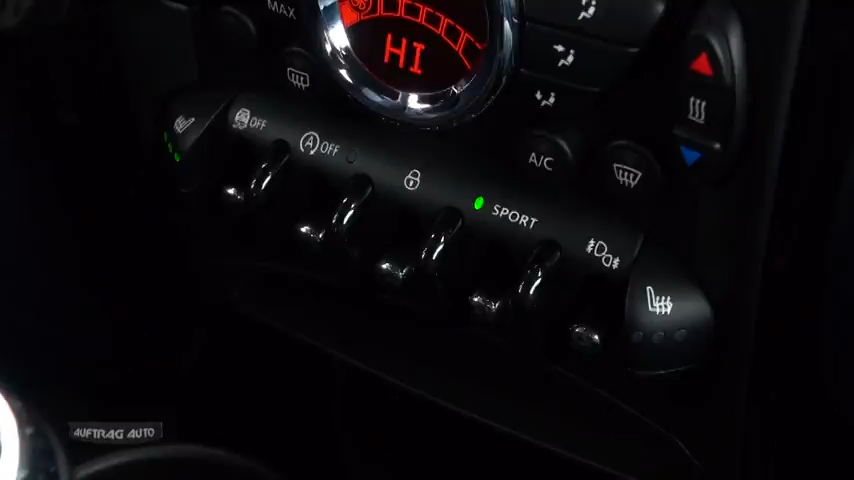 MAX
HI
OFF
A OFF
A/C
SPORT
AUFTRAG AUTO